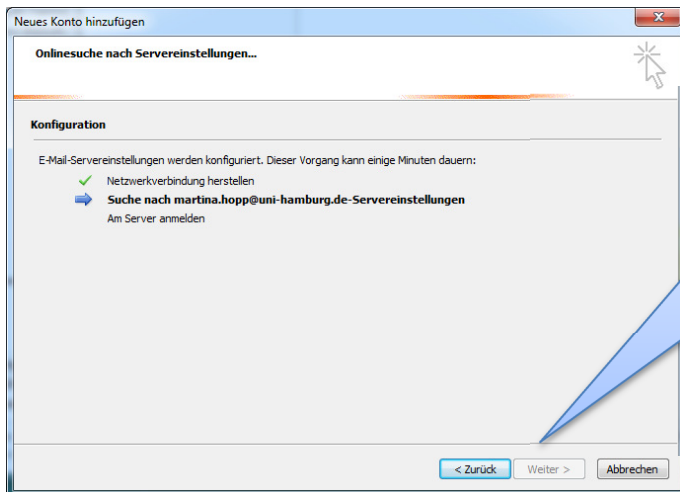 Neues Konto hinzufügen
Onlinesuche nach Servereinstellungen...
Konfiguration
E-Mail-Servereinstellungen werden konfiguriert. Dieser Vorgang kann einige Minuten dauern:
Netzwerkverbindung herstellen
Suche nach martina.hopp@uni-hamburg.de-Servereinstellungen
Am Server anmelden
< Zurück Weiter > Abbrechen